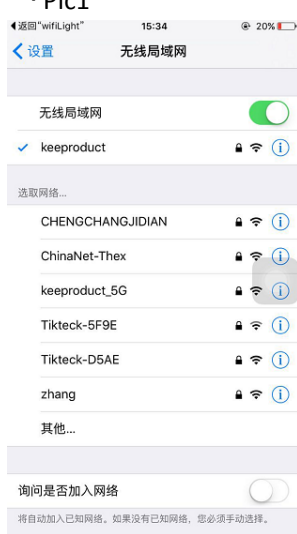 Pic1
返回"wifiLight" 15:34 20%
设置 无线局域网
无线局域网
keeproduct
选取网络...
CHENGCHANGJIDIAN
ChinaNet-Thex
keeproduct_5G
Tikteck-5F9E
Tikteck-D5AE
zhang
其他...
询问是否加入网络
将自动加入已知网络。如果没有已知网络，您必须手动选择。